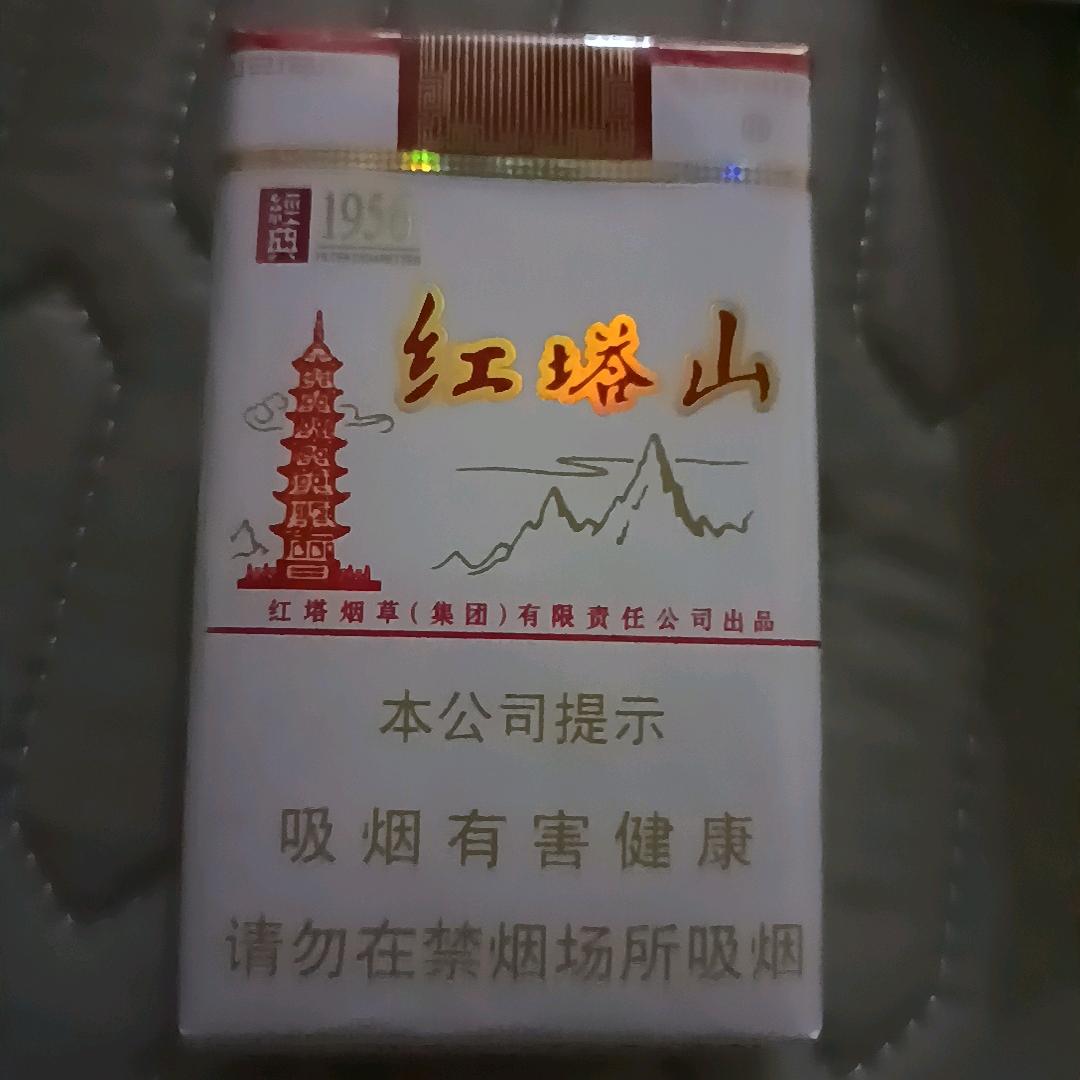 經典
1956
FILTER CIGARETTES
红塔山
红塔烟草(集团)有限责任公司出品
本公司提示
吸烟有害健康
请勿在禁烟场所吸烟